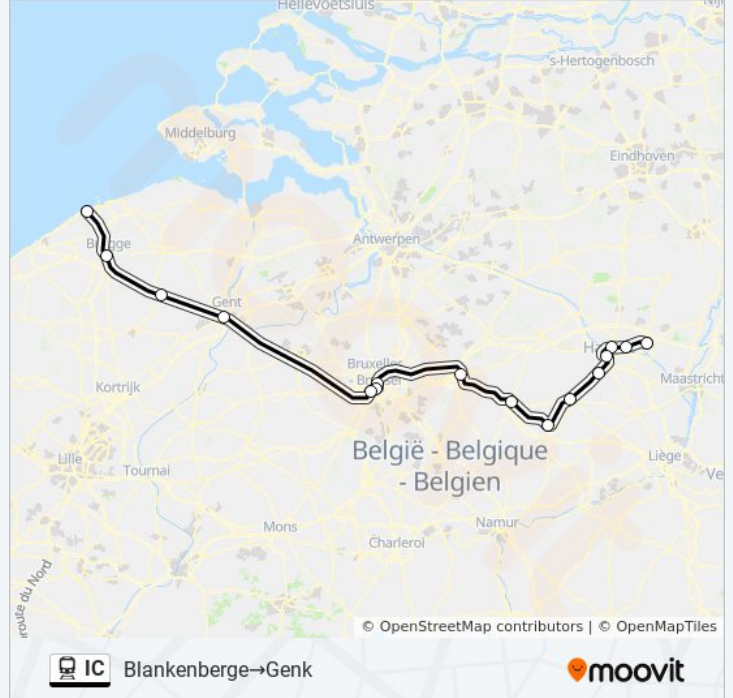 Hellevoetsluis
's-Hertogenbosch
Middelburg
Eindhoven
Brugge
Antwerpen
Gent
Bruxelles
- Brussel
Kortrijk
Maastricht
België - Belgique
- Belgien
Lille
Tournai
Liège
Mons
Namur
Charleroi
© OpenStreetMap contributors | © OpenMapTiles
IC Blankenberge→Genk
moovit